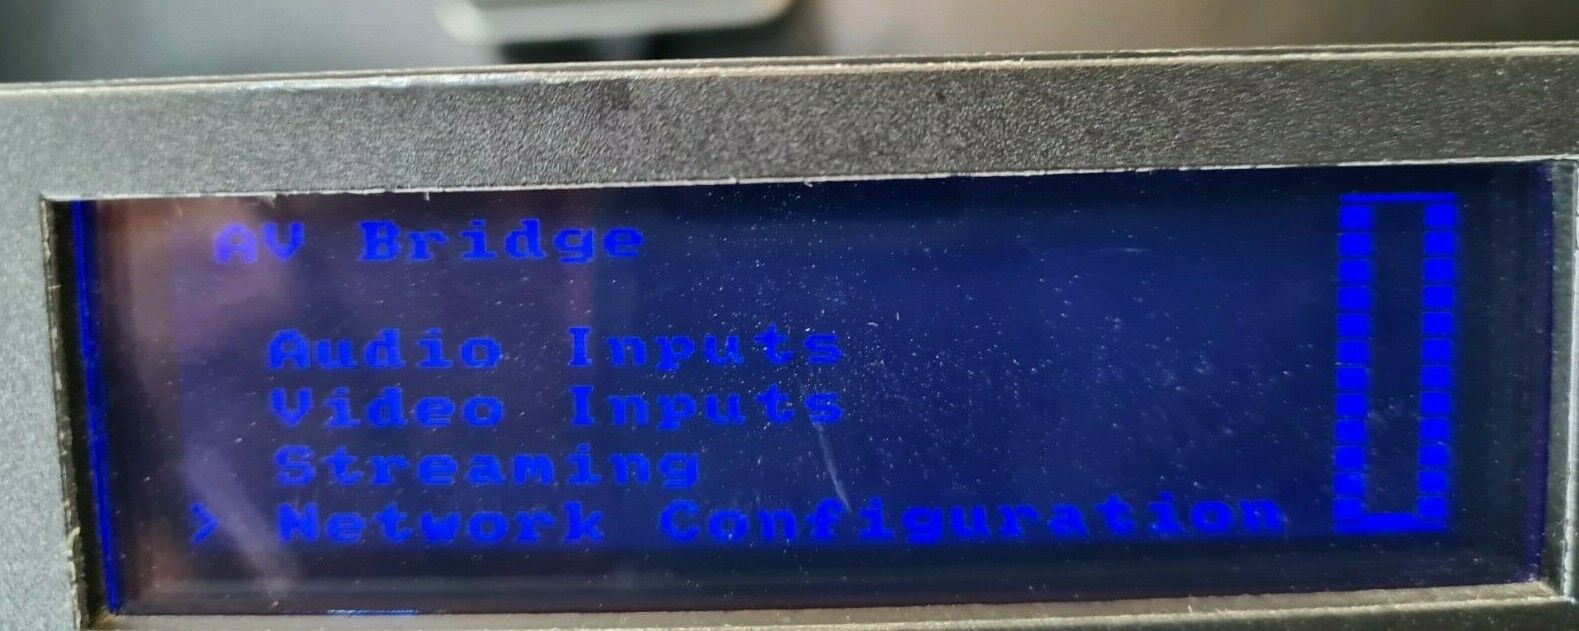 AV Bridge
Audio Inputs
Video Inputs
Streaming
> Network Configuration